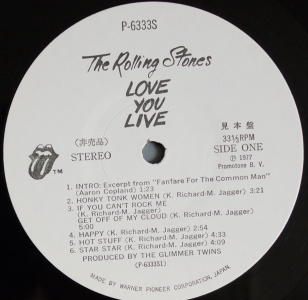 P-6333S
The Rolling Stones
LOVE
YOU
LIVE
〈非売品〉
STEREO
見本盤
33⅓RPM
SIDE ONE
Ⓟ 1977
Promotone B. V.
TM
1. INTRO: Excerpt from "Fanfare For The Common Man"
(Aaron Copland) 1:23
2. HONKY TONK WOMEN (K. Richard-M. Jagger) 3:21
3. IF YOU CAN'T ROCK ME
(K. Richard-M. Jagger) 
GET OFF OF MY CLOUD (K. Richard-M. Jagger)
5:00
4. HAPPY (K. Richard-M. Jagger) 2:54
5. HOT STUFF (K. Richard-M. Jagger) 5:13
6. STAR STAR (K. Richard-M. Jagger) 4:09
PRODUCED BY THE GLIMMER TWINS
(P-6333S1)
MADE BY WARNER PIONEER CORPORATION, JAPAN.